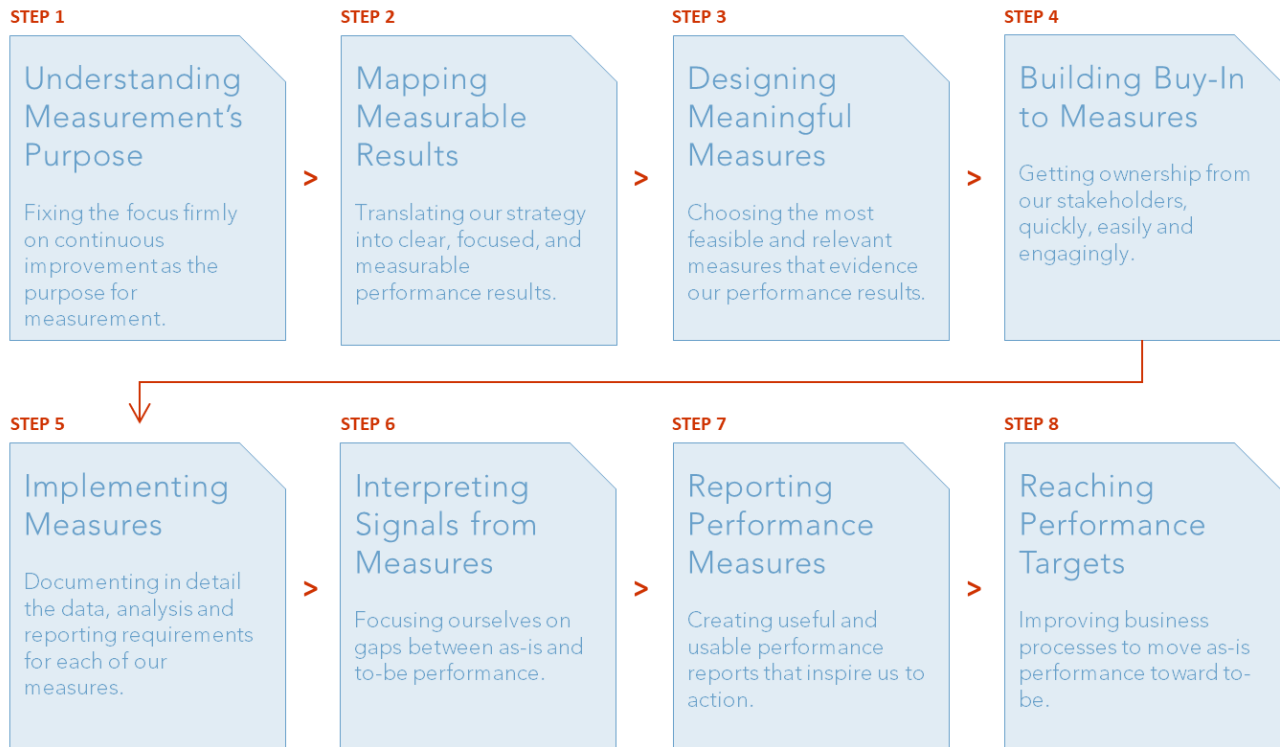 STEP 1
Understanding
Measurement's
Purpose
Fixing the focus firmly
on continuous
improvement as the
purpose for
measurement.
>
STEP 2
Mapping
Measurable
Results
Translating our strategy
into clear, focused, and
measurable
performance results.
>
STEP 3
Designing
Meaningful
Measures
Choosing the most
feasible and relevant
measures that evidence
our performance results.
>
STEP 4
Building Buy-In
to Measures
Getting ownership from
our stakeholders,
quickly, easily and
engagingly.
STEP 5
Implementing
Measures
Documenting in detail
the data, analysis and
reporting requirements
for each of our
measures.
>
STEP 6
Interpreting
Signals from
Measures
Focusing ourselves on
gaps between as-is and
to-be performance.
>
STEP 7
Reporting
Performance
Measures
Creating useful and
usable performance
reports that inspire us to
action.
>
STEP 8
Reaching
Performance
Targets
Improving business
processes to move as-is
performance toward to-
be.